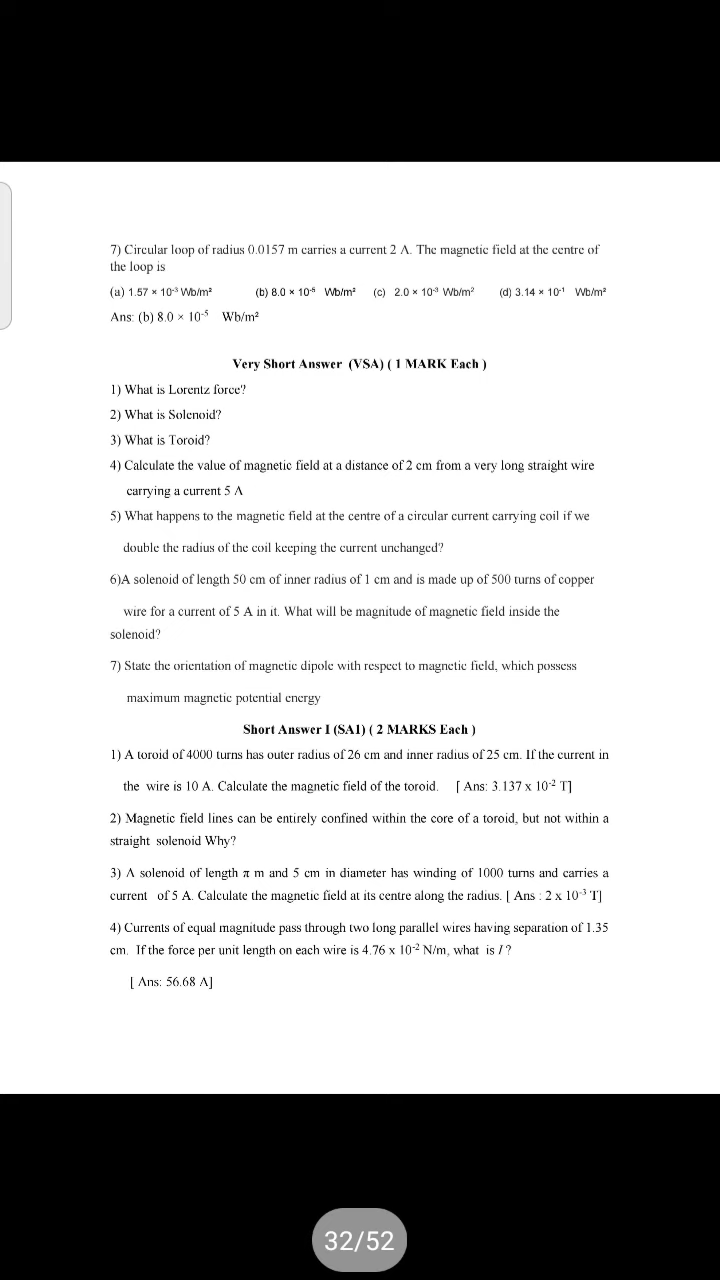 7) Circular loop of radius 0.0157 m carries a current 2 A. The magnetic field at the centre of
the loop is
(a) 1.57 × 10⁻³ Wb/m² (b) 8.0 × 10⁻⁵ Wb/m² (c) 2.0 × 10⁻³ Wb/m² (d) 3.14 × 10⁻¹ Wb/m²
Ans: (b) 8.0 × 10⁻⁵ Wb/m²
Very Short Answer (VSA) ( 1 MARK Each )
1) What is Lorentz force?
2) What is Solenoid?
3) What is Toroid?
4) Calculate the value of magnetic field at a distance of 2 cm from a very long straight wire
carrying a current 5 A
5) What happens to the magnetic field at the centre of a circular current carrying coil if we
double the radius of the coil keeping the current unchanged?
6)A solenoid of length 50 cm of inner radius of 1 cm and is made up of 500 turns of copper
wire for a current of 5 A in it. What will be magnitude of magnetic field inside the
solenoid?
7) State the orientation of magnetic dipole with respect to magnetic field, which possess
maximum magnetic potential energy
Short Answer I (SA1) ( 2 MARKS Each )
1) A toroid of 4000 turns has outer radius of 26 cm and inner radius of 25 cm. If the current in
the wire is 10 A. Calculate the magnetic field of the toroid. [ Ans: 3.137 x 10⁻² T]
2) Magnetic field lines can be entirely confined within the core of a toroid, but not within a
straight solenoid Why?
3) A solenoid of length π m and 5 cm in diameter has winding of 1000 turns and carries a
current of 5 A. Calculate the magnetic field at its centre along the radius. [ Ans : 2 x 10⁻³ T]
4) Currents of equal magnitude pass through two long parallel wires having separation of 1.35
cm. If the force per unit length on each wire is 4.76 x 10⁻² N/m, what is I ?
[ Ans: 56.68 A]
32/52